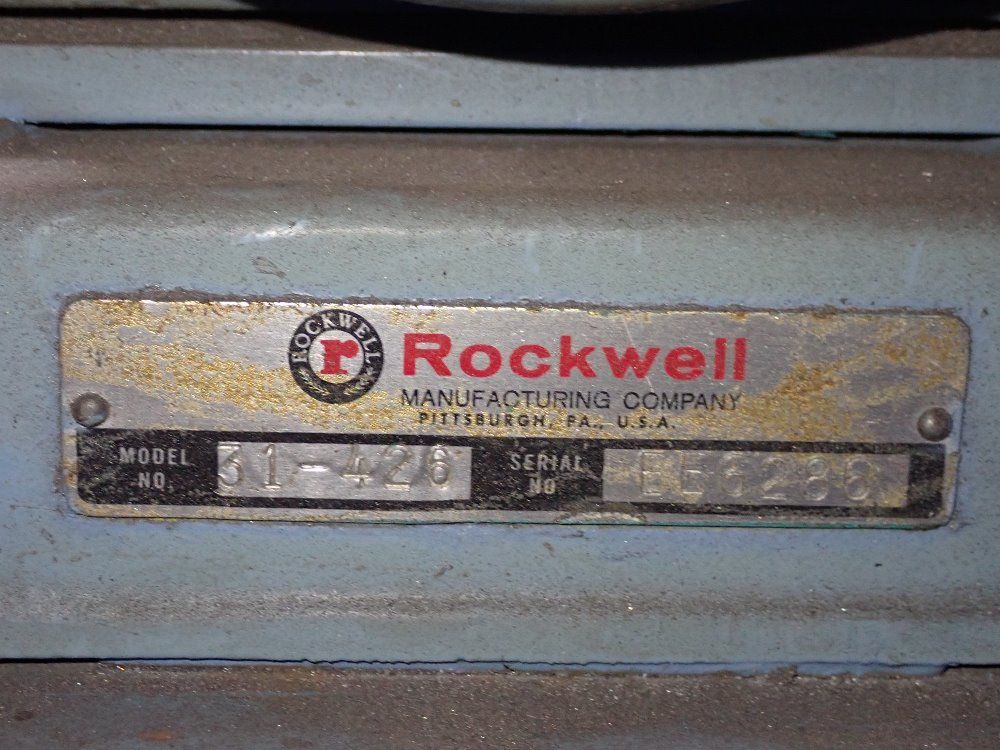 ROCKWELL
r
Rockwell
MANUFACTURING COMPANY
PITTSBURGH, PA., U.S.A.
MODEL NO. 31-426
SERIAL NO